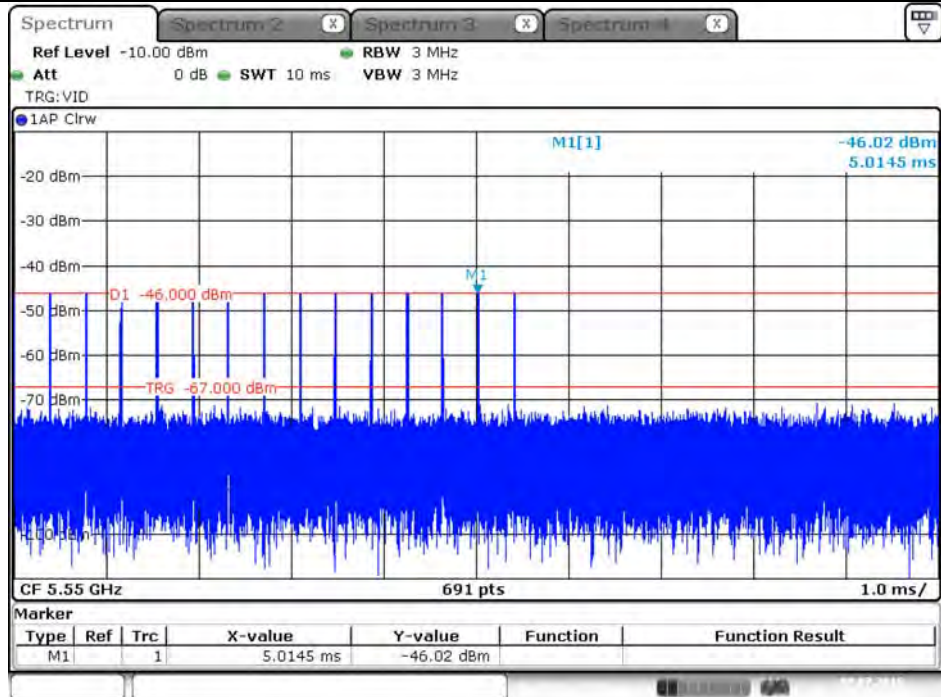 Spectrum Spectrum 2 X Spectrum 3 X Spectrum 4 X
Ref Level -10.00 dBm RBW 3 MHz
Att 0 dB SWT 10 ms VBW 3 MHz
TRG: VID
1AP Clrw
M1[1] -46.02 dBm
5.0145 ms
-20 dBm
-30 dBm
-40 dBm
M1
D1 -46.000 dBm
-50 dBm
-60 dBm
TRG -67.000 dBm
-70 dBm
CF 5.55 GHz 691 pts 1.0 ms/
Marker
Type Ref Trc X-value Y-value Function Function Result
M1 1 5.0145 ms -46.02 dBm